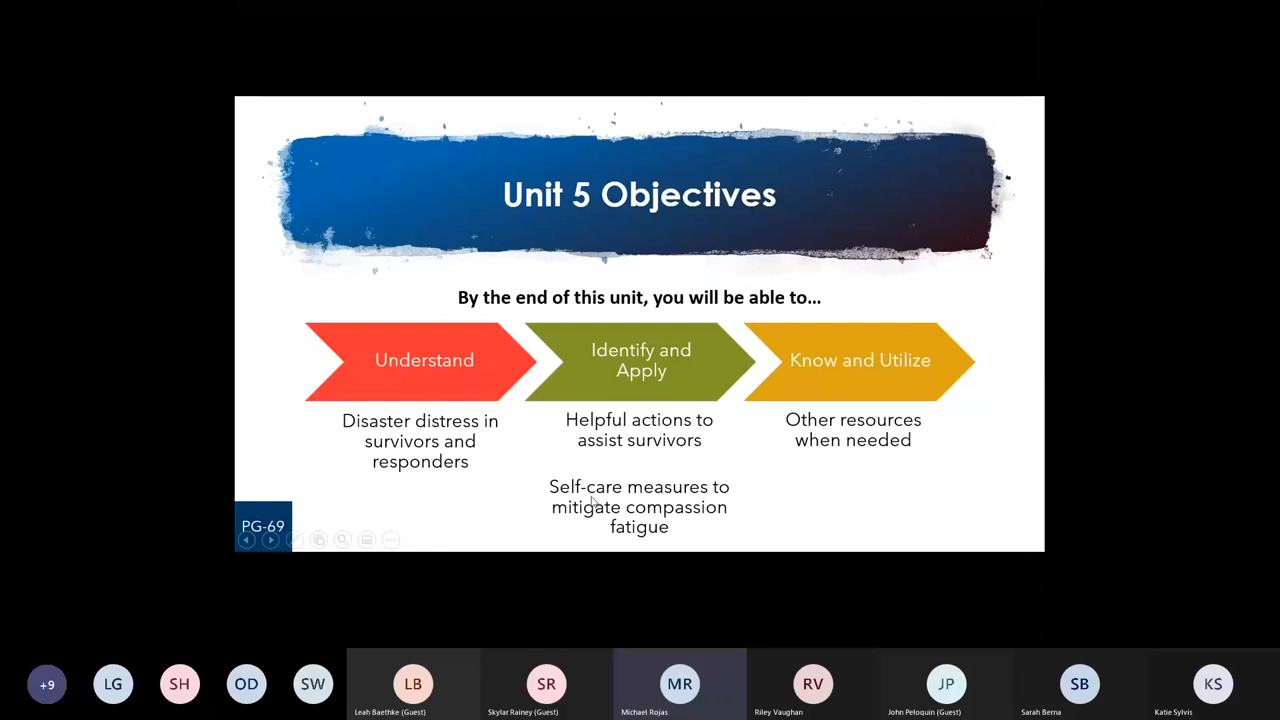 Unit 5 Objectives
By the end of this unit, you will be able to...
Understand
Disaster distress in
survivors and
responders
Identify and
Apply
Helpful actions to
assist survivors
Self-care measures to
mitigate compassion
fatigue
Know and Utilize
Other resources
when needed
PG-69
+9
LG
SH
OD
SW
LB
Leah Baethke (Guest)
SR
Skylar Rainey (Guest)
MR
Michael Rojas
RV
Riley Vaughan
JP
John Peloquin (Guest)
SB
Sarah Berna
KS
Katie Sylvis